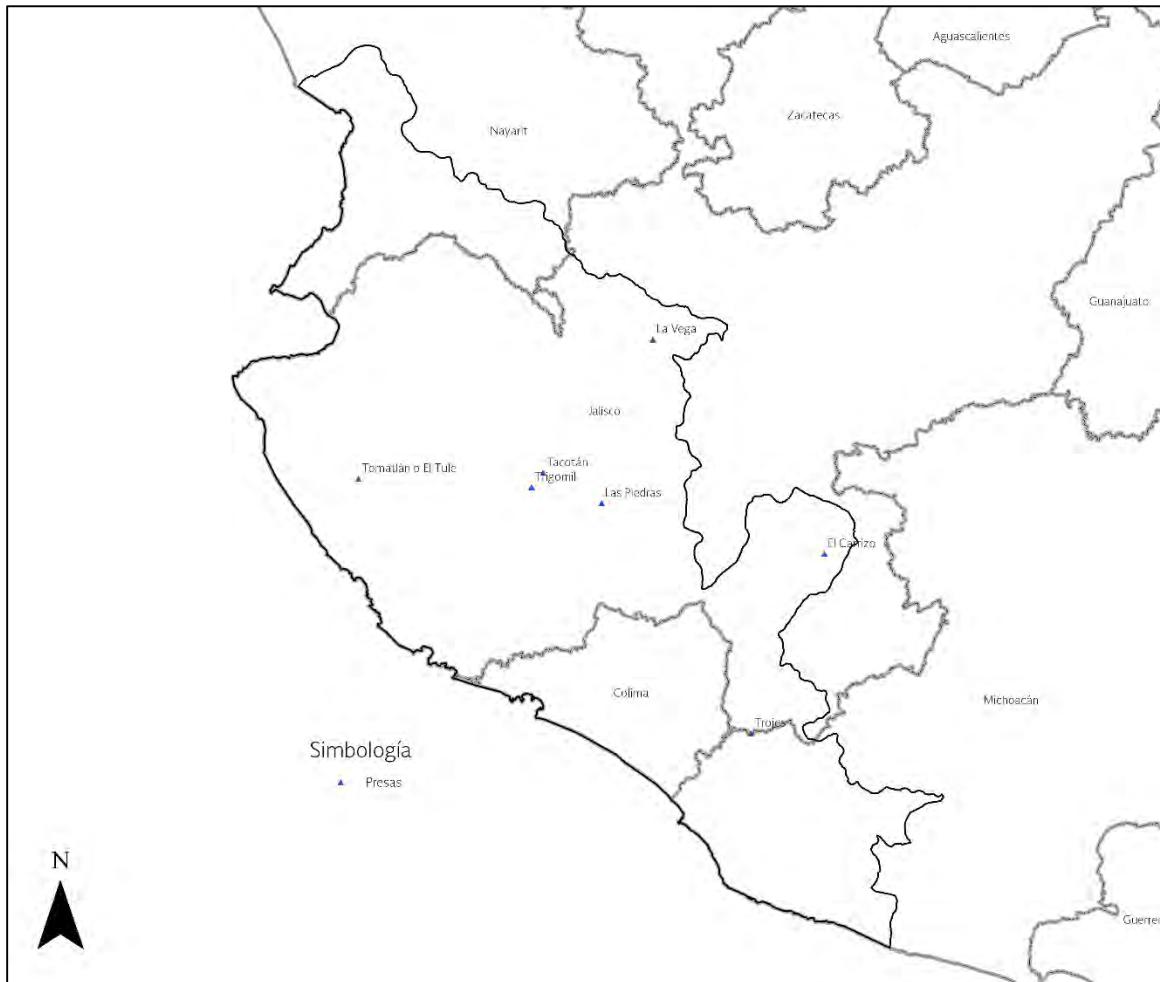 Aguascalientes
Zacatecas
Nayarit
Guanajuato
La Vega
Jalisco
Tacotán
Tomatlán o El Tule
Trigomil
Las Piedras
El Carrizo
Colima
Michoacán
Trojes
Simbología
Presas
N
Guerrero